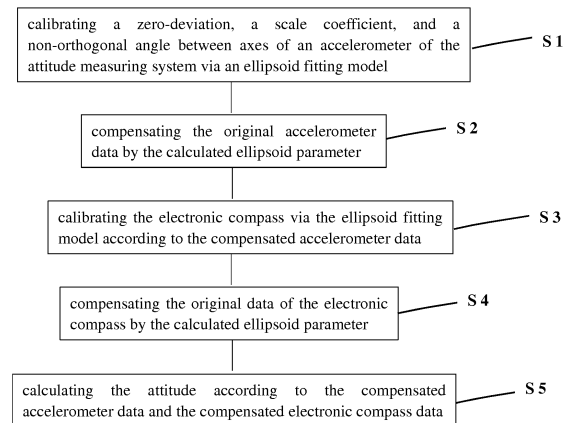 calibrating a zero-deviation, a scale coefficient, and a
non-orthogonal angle between axes of an accelerometer of the
attitude measuring system via an ellipsoid fitting model
S 1
compensating the original accelerometer
data by the calculated ellipsoid parameter
S 2
calibrating the electronic compass via the ellipsoid fitting
model according to the compensated accelerometer data
S 3
compensating the original data of the electronic
compass by the calculated ellipsoid parameter
S 4
calculating the attitude according to the compensated
accelerometer data and the compensated electronic compass data
S 5